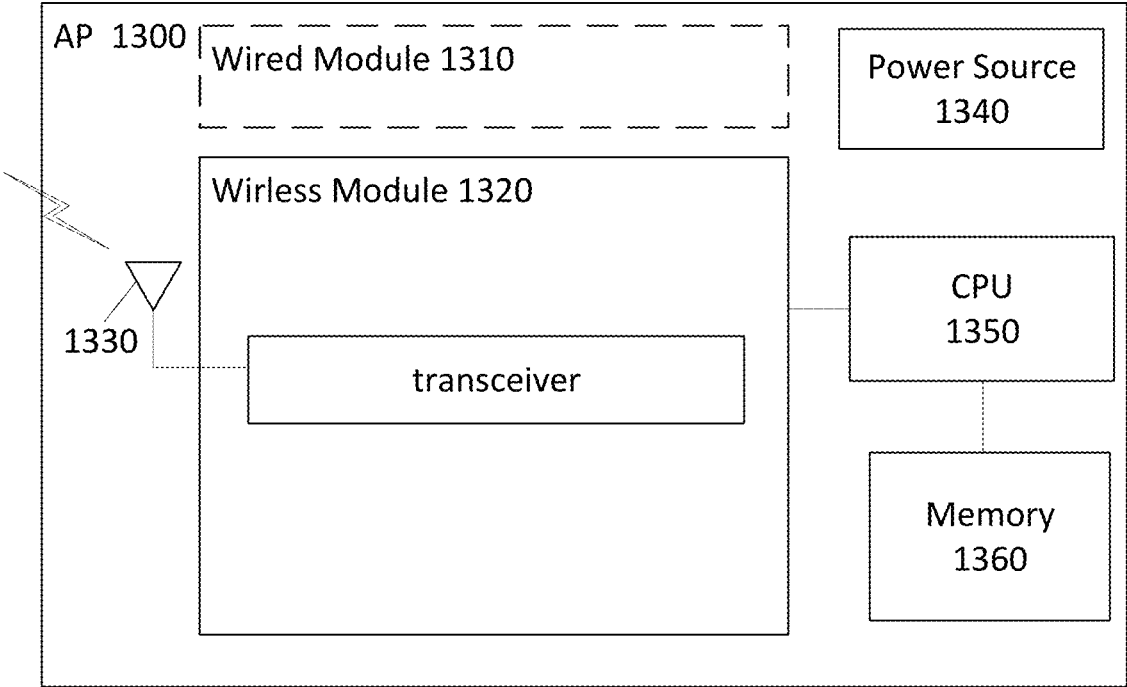 AP 1300
Wired Module 1310
Power Source
1340
Wirless Module 1320
1330
transceiver
CPU
1350
Memory
1360